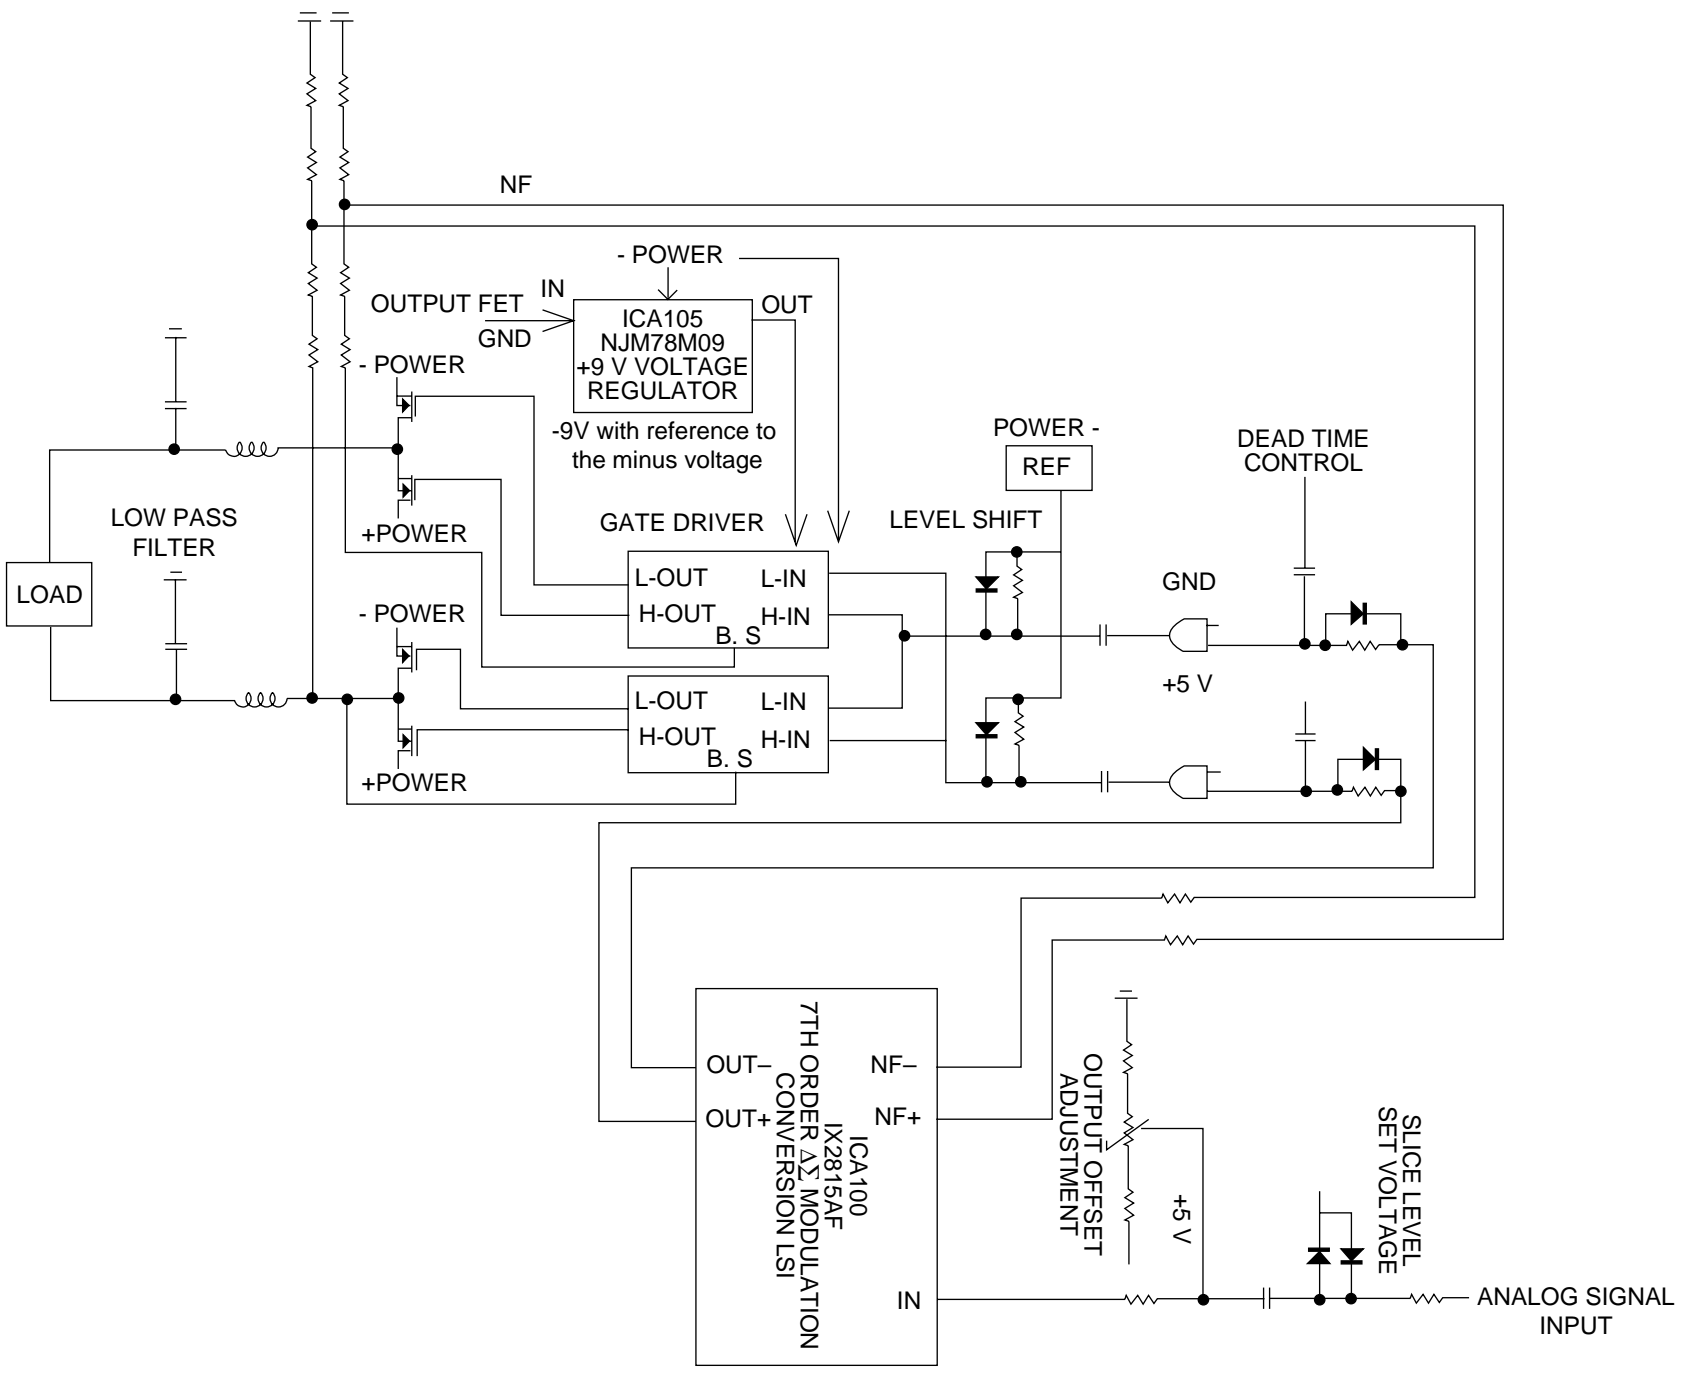 NF
- POWER
IN
OUT
OUTPUT FET
GND
ICA105
NJM78M09
+9 V VOLTAGE
REGULATOR
-9V with reference to
the minus voltage
- POWER
+POWER
POWER -
REF
DEAD TIME
CONTROL
LOW PASS
FILTER
GATE DRIVER
LEVEL SHIFT
LOAD
L-OUT
L-IN
H-OUT
H-IN
B. S
GND
+5 V
- POWER
+POWER
L-OUT
L-IN
H-OUT
H-IN
B. S
OUT–
OUT+
NF–
NF+
IN
ICA100
IX2815AF
7TH ORDER ΔΣ MODULATION
CONVERSION LSI
OUTPUT OFFSET
ADJUSTMENT
+5 V
SLICE LEVEL
SET VOLTAGE
ANALOG SIGNAL
INPUT